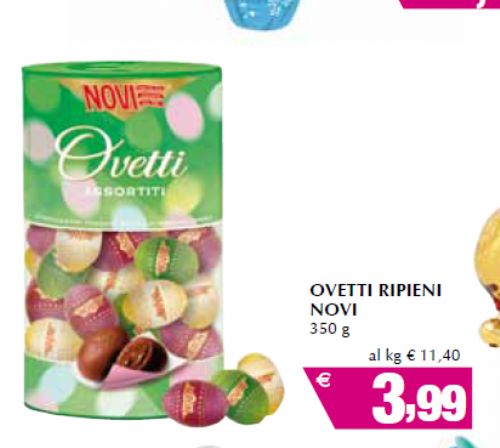 NOVI
Ovetti
ASSORTITI
OVETTI RIPIENI
NOVI
350 g
al kg € 11,40
€ 3,99